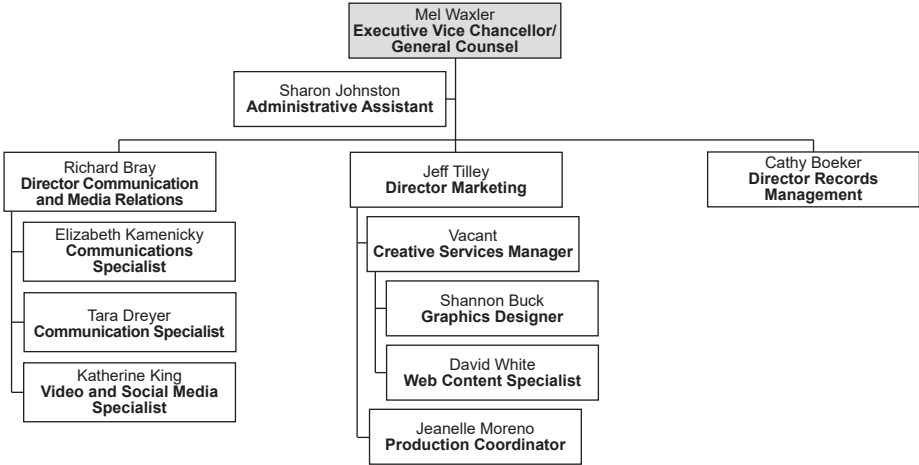 Mel Waxler
Executive Vice Chancellor/
General Counsel
Sharon Johnston
Administrative Assistant
Richard Bray
Director Communication
and Media Relations
Elizabeth Kamenicky
Communications
Specialist
Tara Dreyer
Communication Specialist
Katherine King
Video and Social Media
Specialist
Jeff Tilley
Director Marketing
Vacant
Creative Services Manager
Shannon Buck
Graphics Designer
David White
Web Content Specialist
Jeanelle Moreno
Production Coordinator
Cathy Boeker
Director Records
Management